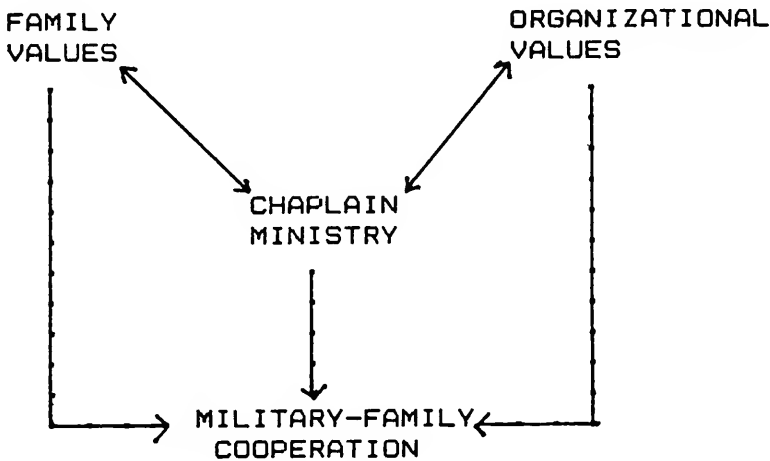 FAMILY
VALUES
ORGANIZATIONAL
VALUES
CHAPLAIN
MINISTRY
MILITARY-FAMILY
COOPERATION